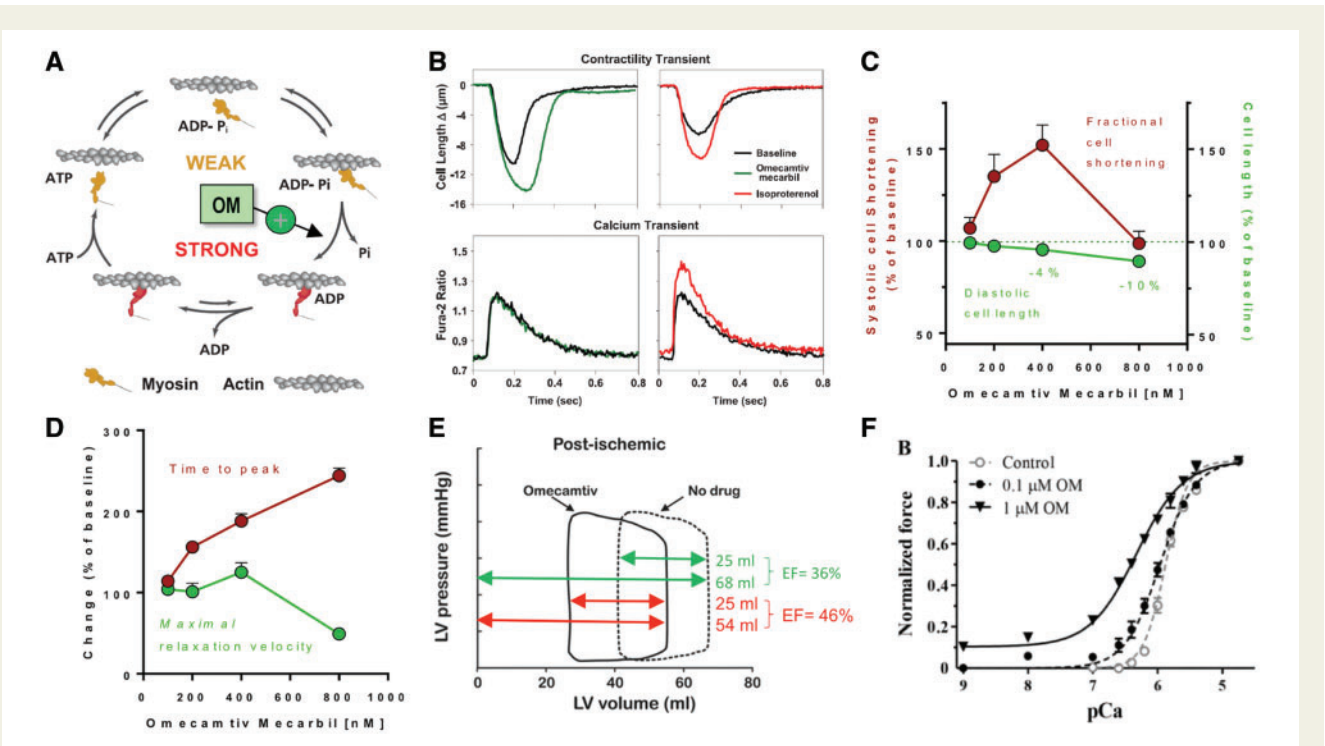 A
ADP- Pi
ATP
WEAK
ADP- Pi
OM
+
STRONG
Pi
ATP
ADP
ADP
Myosin Actin
B
Contractility Transient
Cell Length Δ (µm)
0
-4
-8
-12
-16
Baseline
Omecamtiv
mecarbil
Isoproterenol
Calcium Transient
Fura-2 Ratio
1.5
1.3
1.1
0.9
0.7
0 0.2 0.4 0.6 0.8
0 0.2 0.4 0.6 0.8
Time (sec)
Time (sec)
C
Systolic cell Shortening
(% of baseline)
Cell length (% of baseline)
150
100
50
150
100
50
Fractional
cell
shortening
-4 %
-10 %
Diastolic
cell length
0 200 400 600 800 1000
Omecamtiv Mecarbil [nM]
D
Change (% of baseline)
300
200
100
0
Time to peak
Maximal
relaxation velocity
0 200 400 600 800 1000
Omecamtiv Mecarbil [nM]
E
Post-ischemic
LV pressure (mmHg)
Omecamtiv
No drug
25 ml
68 ml
EF= 36%
25 ml
54 ml
EF= 46%
0 20 40 60 80
LV volume (ml)
F
B
Control
0.1 µM OM
1 µM OM
Normalized force
1.0
0.8
0.6
0.4
0.2
0
9 8 7 6 5
pCa